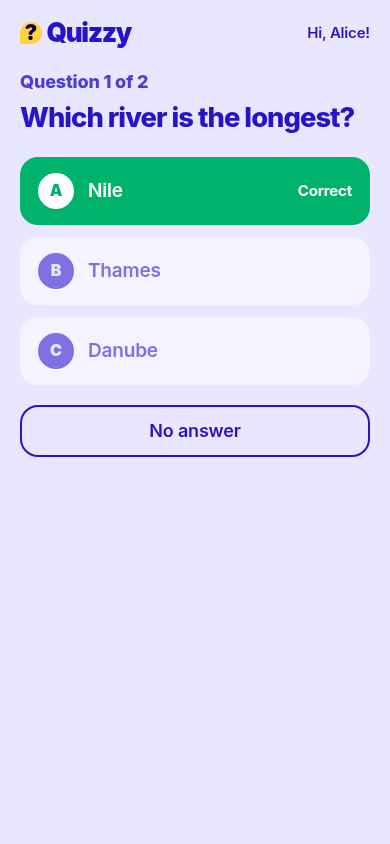 ? Quizzy
Hi, Alice!
Question 1 of 2
Which river is the longest?
A Nile Correct
B Thames
C Danube
No answer